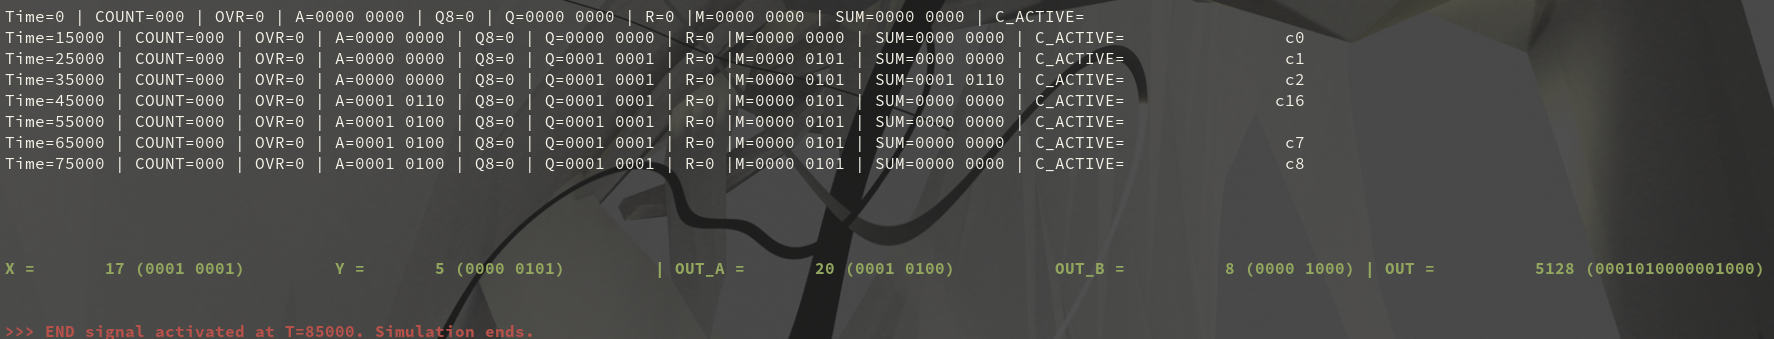 Time=0 | COUNT=000 | OVR=0 | A=0000 0000 | Q8=0 | Q=0000 0000 | R=0 |M=0000 0000 | SUM=0000 0000 | C_ACTIVE=
Time=15000 | COUNT=000 | OVR=0 | A=0000 0000 | Q8=0 | Q=0000 0000 | R=0 |M=0000 0000 | SUM=0000 0000 | C_ACTIVE= c0
Time=25000 | COUNT=000 | OVR=0 | A=0000 0000 | Q8=0 | Q=0001 0001 | R=0 |M=0000 0101 | SUM=0000 0000 | C_ACTIVE= c1
Time=35000 | COUNT=000 | OVR=0 | A=0000 0000 | Q8=0 | Q=0001 0001 | R=0 |M=0000 0101 | SUM=0001 0110 | C_ACTIVE= c2
Time=45000 | COUNT=000 | OVR=0 | A=0001 0110 | Q8=0 | Q=0001 0001 | R=0 |M=0000 0101 | SUM=0000 0000 | C_ACTIVE= c16
Time=55000 | COUNT=000 | OVR=0 | A=0001 0100 | Q8=0 | Q=0001 0001 | R=0 |M=0000 0101 | SUM=0000 0000 | C_ACTIVE=
Time=65000 | COUNT=000 | OVR=0 | A=0001 0100 | Q8=0 | Q=0001 0001 | R=0 |M=0000 0101 | SUM=0000 0000 | C_ACTIVE= c7
Time=75000 | COUNT=000 | OVR=0 | A=0001 0100 | Q8=0 | Q=0001 0001 | R=0 |M=0000 0101 | SUM=0000 0000 | C_ACTIVE= c8
X = 17 (0001 0001) Y = 5 (0000 0101) | OUT_A = 20 (0001 0100) OUT_B = 8 (0000 1000) | OUT = 5128 (0001010000001000)
>>> END signal activated at T=85000. Simulation ends.